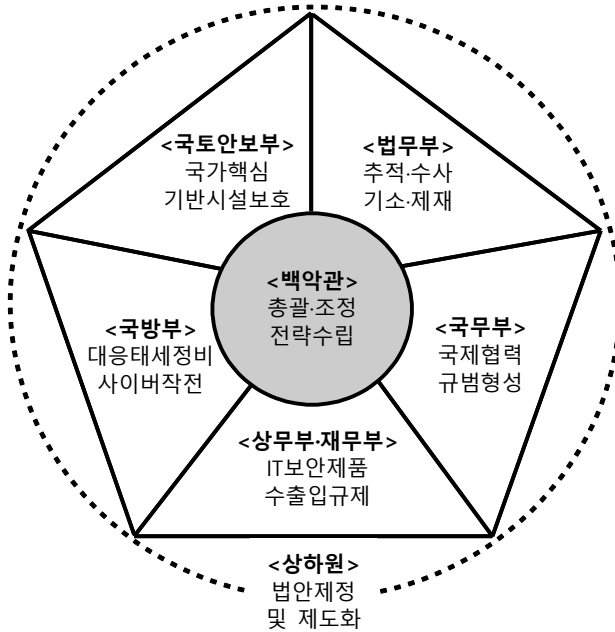 <국토안보부>
국가핵심
기반시설보호
<법무부>
추적·수사
기소·제재
<백악관>
총괄·조정
전략수립
<국방부>
대응태세정비
사이버작전
<국무부>
국제협력
규범형성
<상무부·재무부>
IT보안제품
수출입규제
<상하원>
법안제정
및 제도화